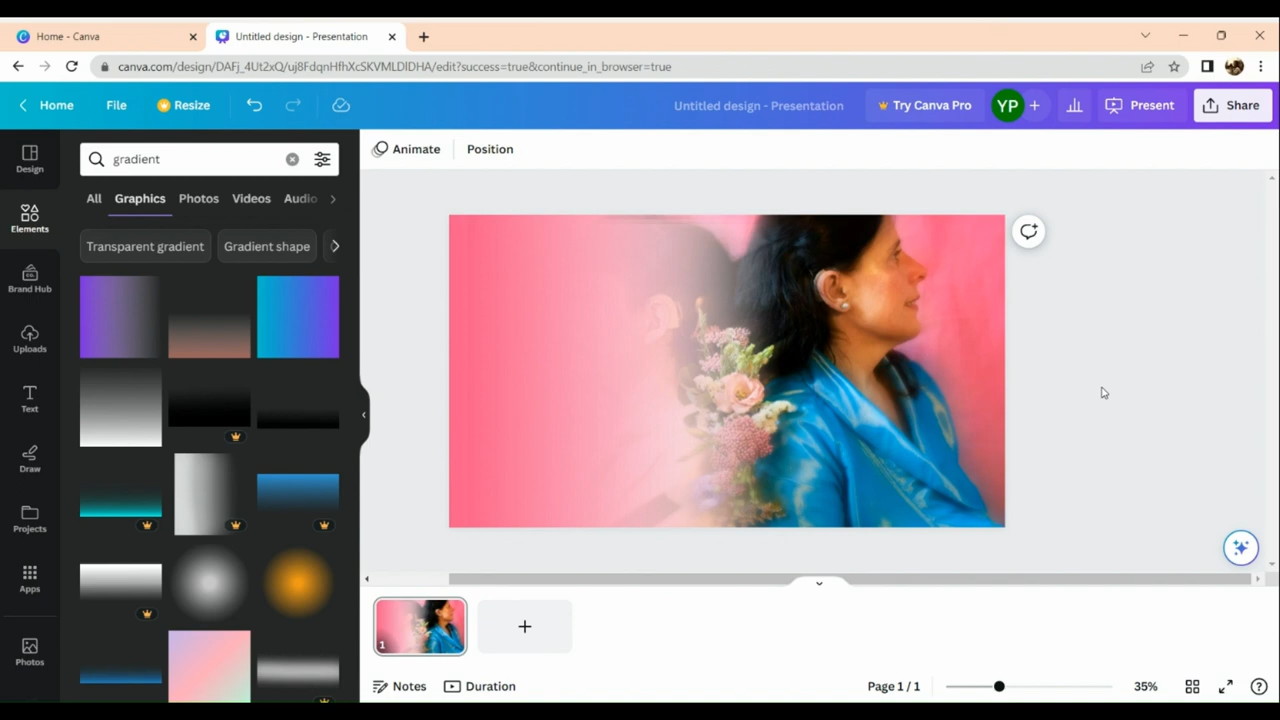 Home - Canva
Untitled design - Presentation
canva.com/design/DAFj_4Ut2xQ/uj8FdqnHfhXcSKVMLDIDHA/edit?success=true&continue_in_browser=true
Home
File
Resize
Untitled design - Presentation
Try Canva Pro
YP
Present
Share
Design
Elements
Brand Hub
Uploads
Text
Draw
Projects
Apps
Photos
gradient
All
Graphics
Photos
Videos
Audio
Transparent gradient
Gradient shape
Animate
Position
1
Notes
Duration
Page 1 / 1
35%